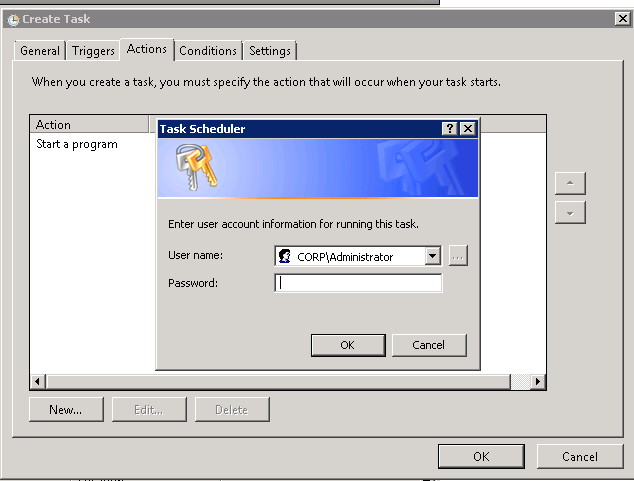 Create Task
General
Triggers
Actions
Conditions
Settings
When you create a task, you must specify the action that will occur when your task starts.
Action
Start a program
Task Scheduler
Enter user account information for running this task.
User name:
CORP\Administrator
...
Password:
OK
Cancel
New...
Edit...
Delete
OK
Cancel